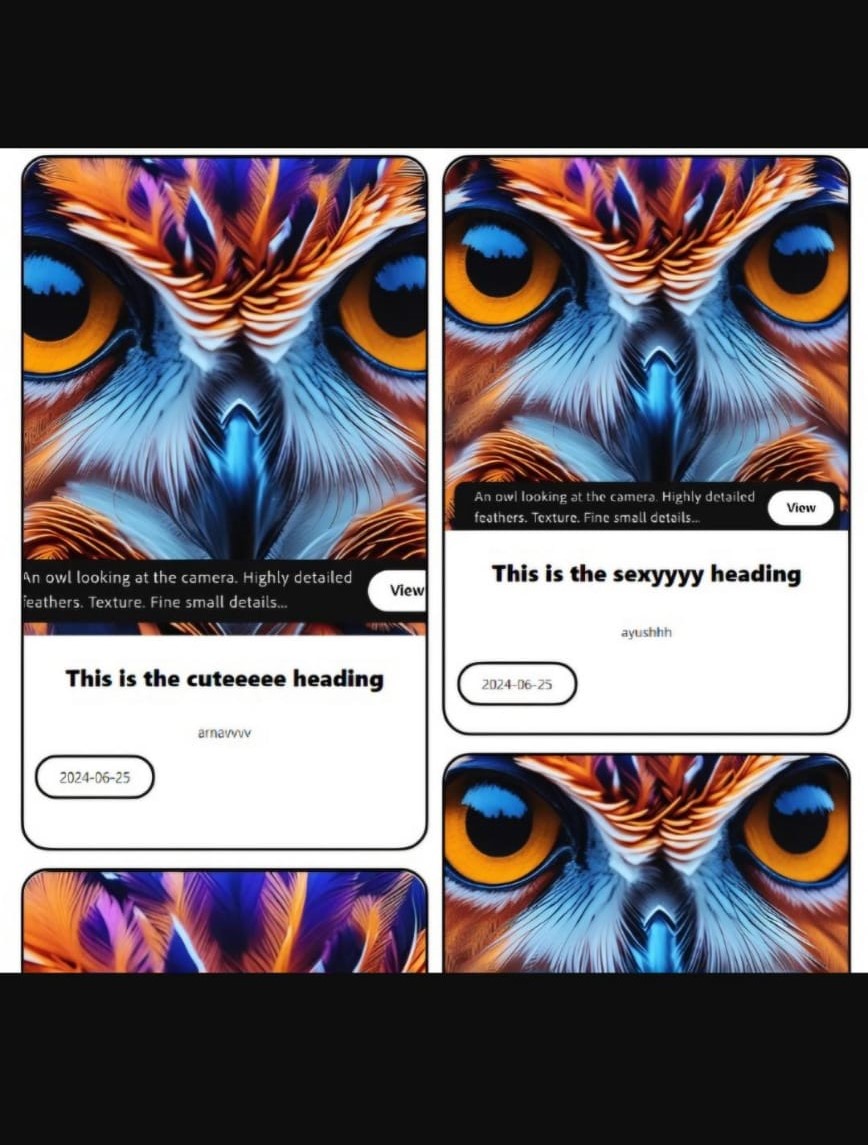 An owl looking at the camera. Highly detailed
feathers. Texture. Fine small details...
View
This is the cuteeeee heading
arnavvvv
2024-06-25
An owl looking at the camera. Highly detailed
feathers. Texture. Fine small details...
View
This is the sexyyyy heading
ayushhh
2024-06-25